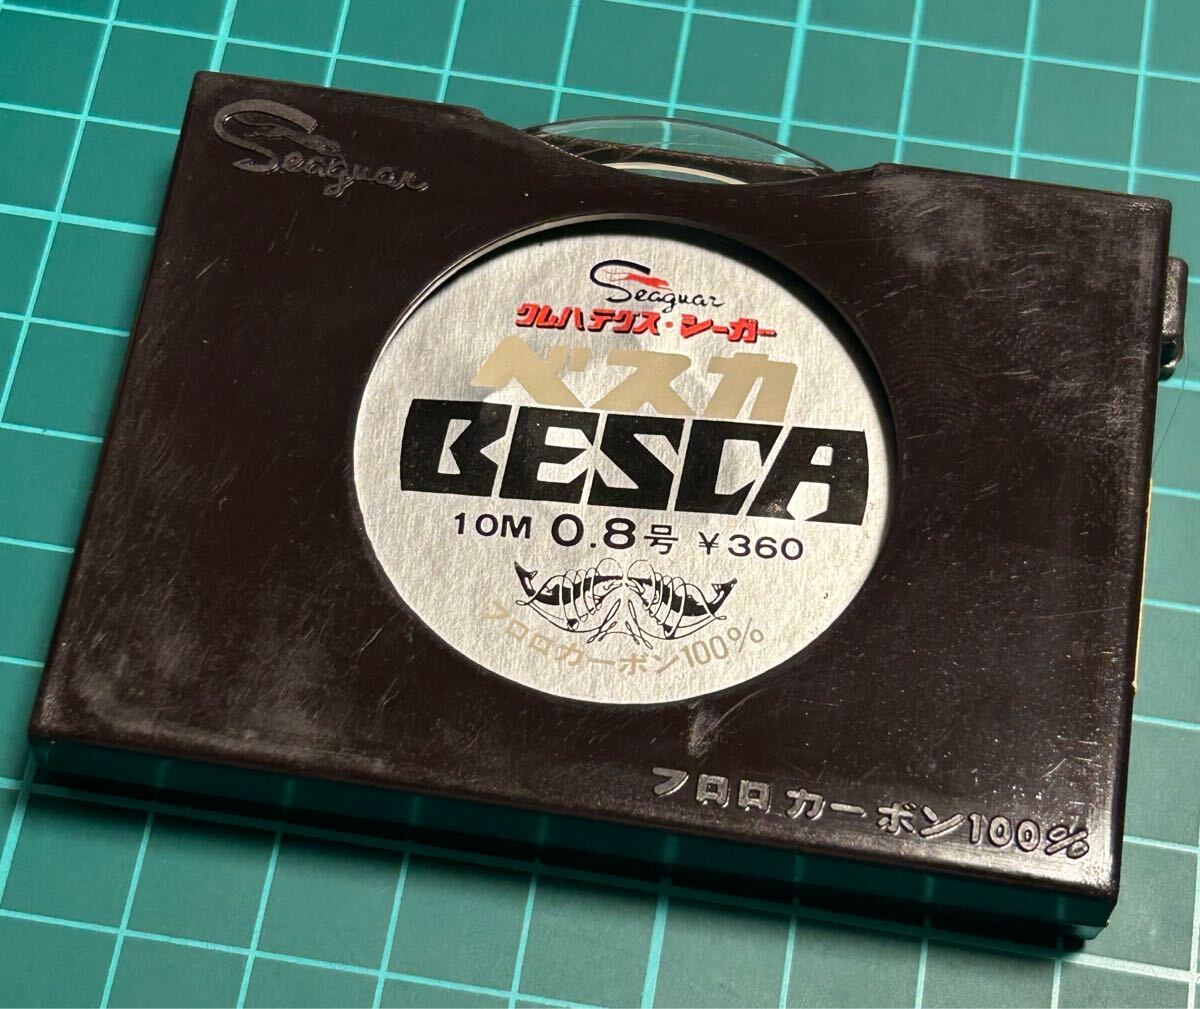 Seaguar
Seaguar
クレハテグス・シーガー
ベスカ
BESCA
10M 0.8号 ¥360
フロロカーボン100%
フロロカーボン100%